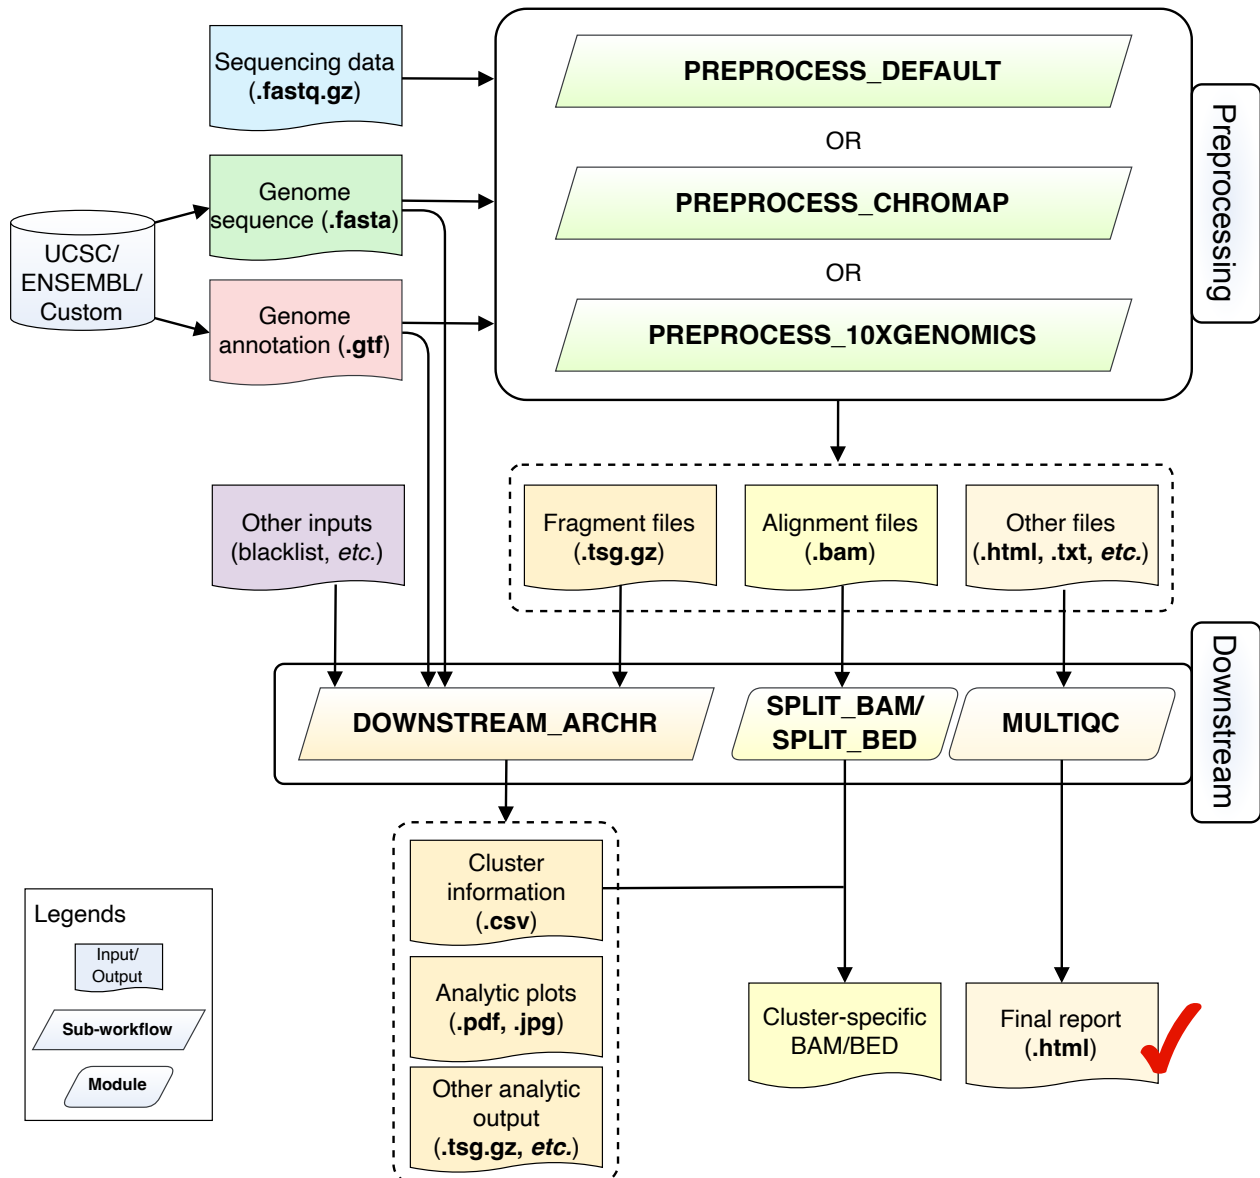 Sequencing data
(.fastq.gz)
PREPROCESS_DEFAULT
OR
PREPROCESS_CHROMAP
OR
PREPROCESS_10XGENOMICS
Preprocessing
Genome
sequence (.fasta)
UCSC/
ENSEMBL/
Custom
Genome
annotation (.gtf)
Other inputs
(blacklist, etc.)
Fragment files
(.tsg.gz)
Alignment files
(.bam)
Other files
(.html, .txt, etc.)
Downstream
DOWNSTREAM_ARCHR
SPLIT_BAM/
SPLIT_BED
MULTIQC
Cluster
information
(.csv)
Analytic plots
(.pdf, .jpg)
Other analytic
output
(.tsg.gz, etc.)
Cluster-specific
BAM/BED
Final report
(.html)
Legends
Input/
Output
Sub-workflow
Module